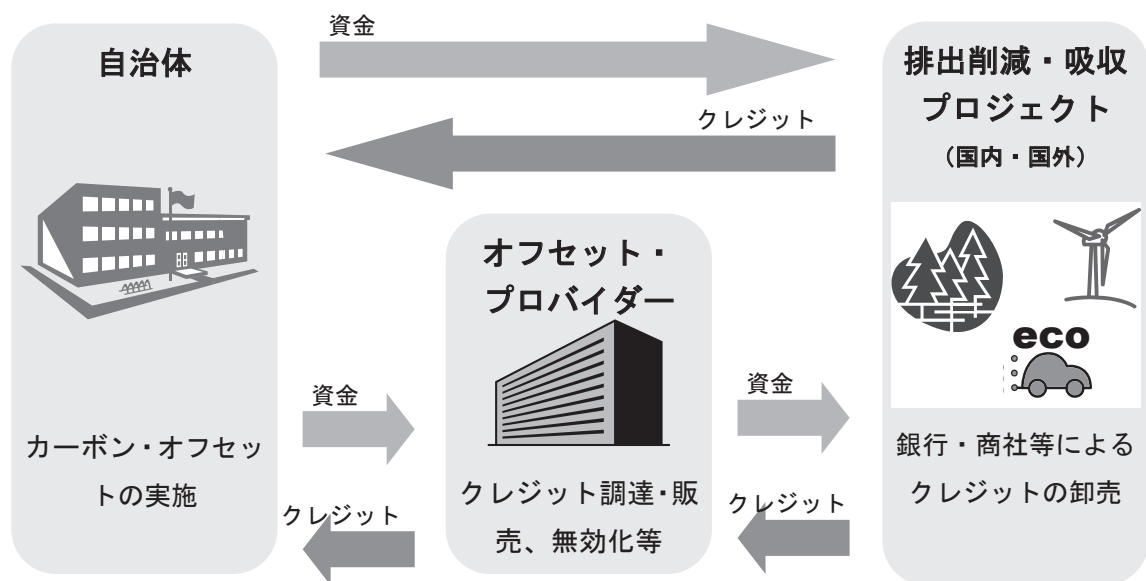 資金
自治体
クレジット
排出削減・吸収
プロジェクト
（国内・国外）
オフセット・
プロバイダー
eco
資金
資金
カーボン・オフセッ
トの実施
クレジット調達・販
売、無効化等
銀行・商社等による
クレジットの卸売
クレジット
クレジット